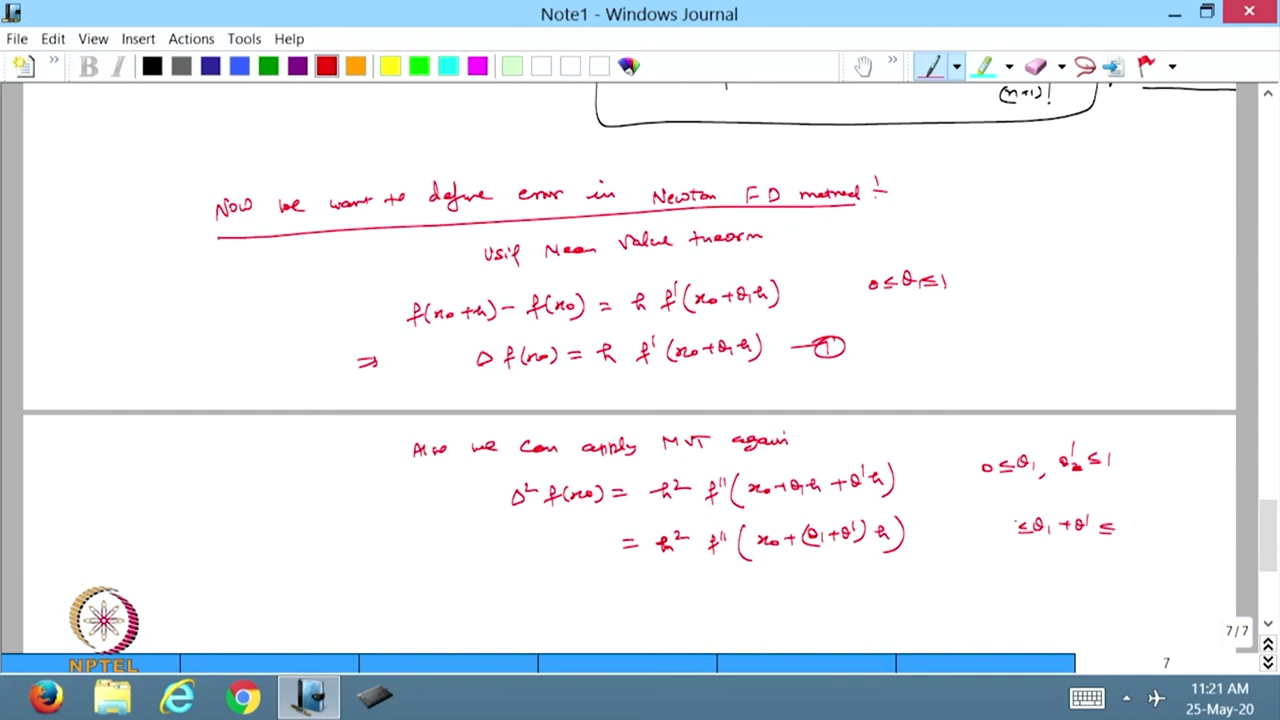 Note1 - Windows Journal
File Edit View Insert Actions Tools Help
(n+1)!
Now we want to define error in Newton FD method :-
Using Mean Value theorm
f(x₀+h) - f(x₀) = h f'(x₀+θ₁h) 0 ≤ θ₁ ≤ 1
⇒ Δ f(x₀) = h f'(x₀+θ₁h) — ①
Also we can apply MVT again
Δ² f(x₀) = h² f''(x₀+θ₁h+θ'h) 0 ≤ θ₁, θ' ≤ 1
= h² f''(x₀+(θ₁+θ')h) ≤ θ₁+θ' ≤
NPTEL
7/7
7
11:21 AM
25-May-20